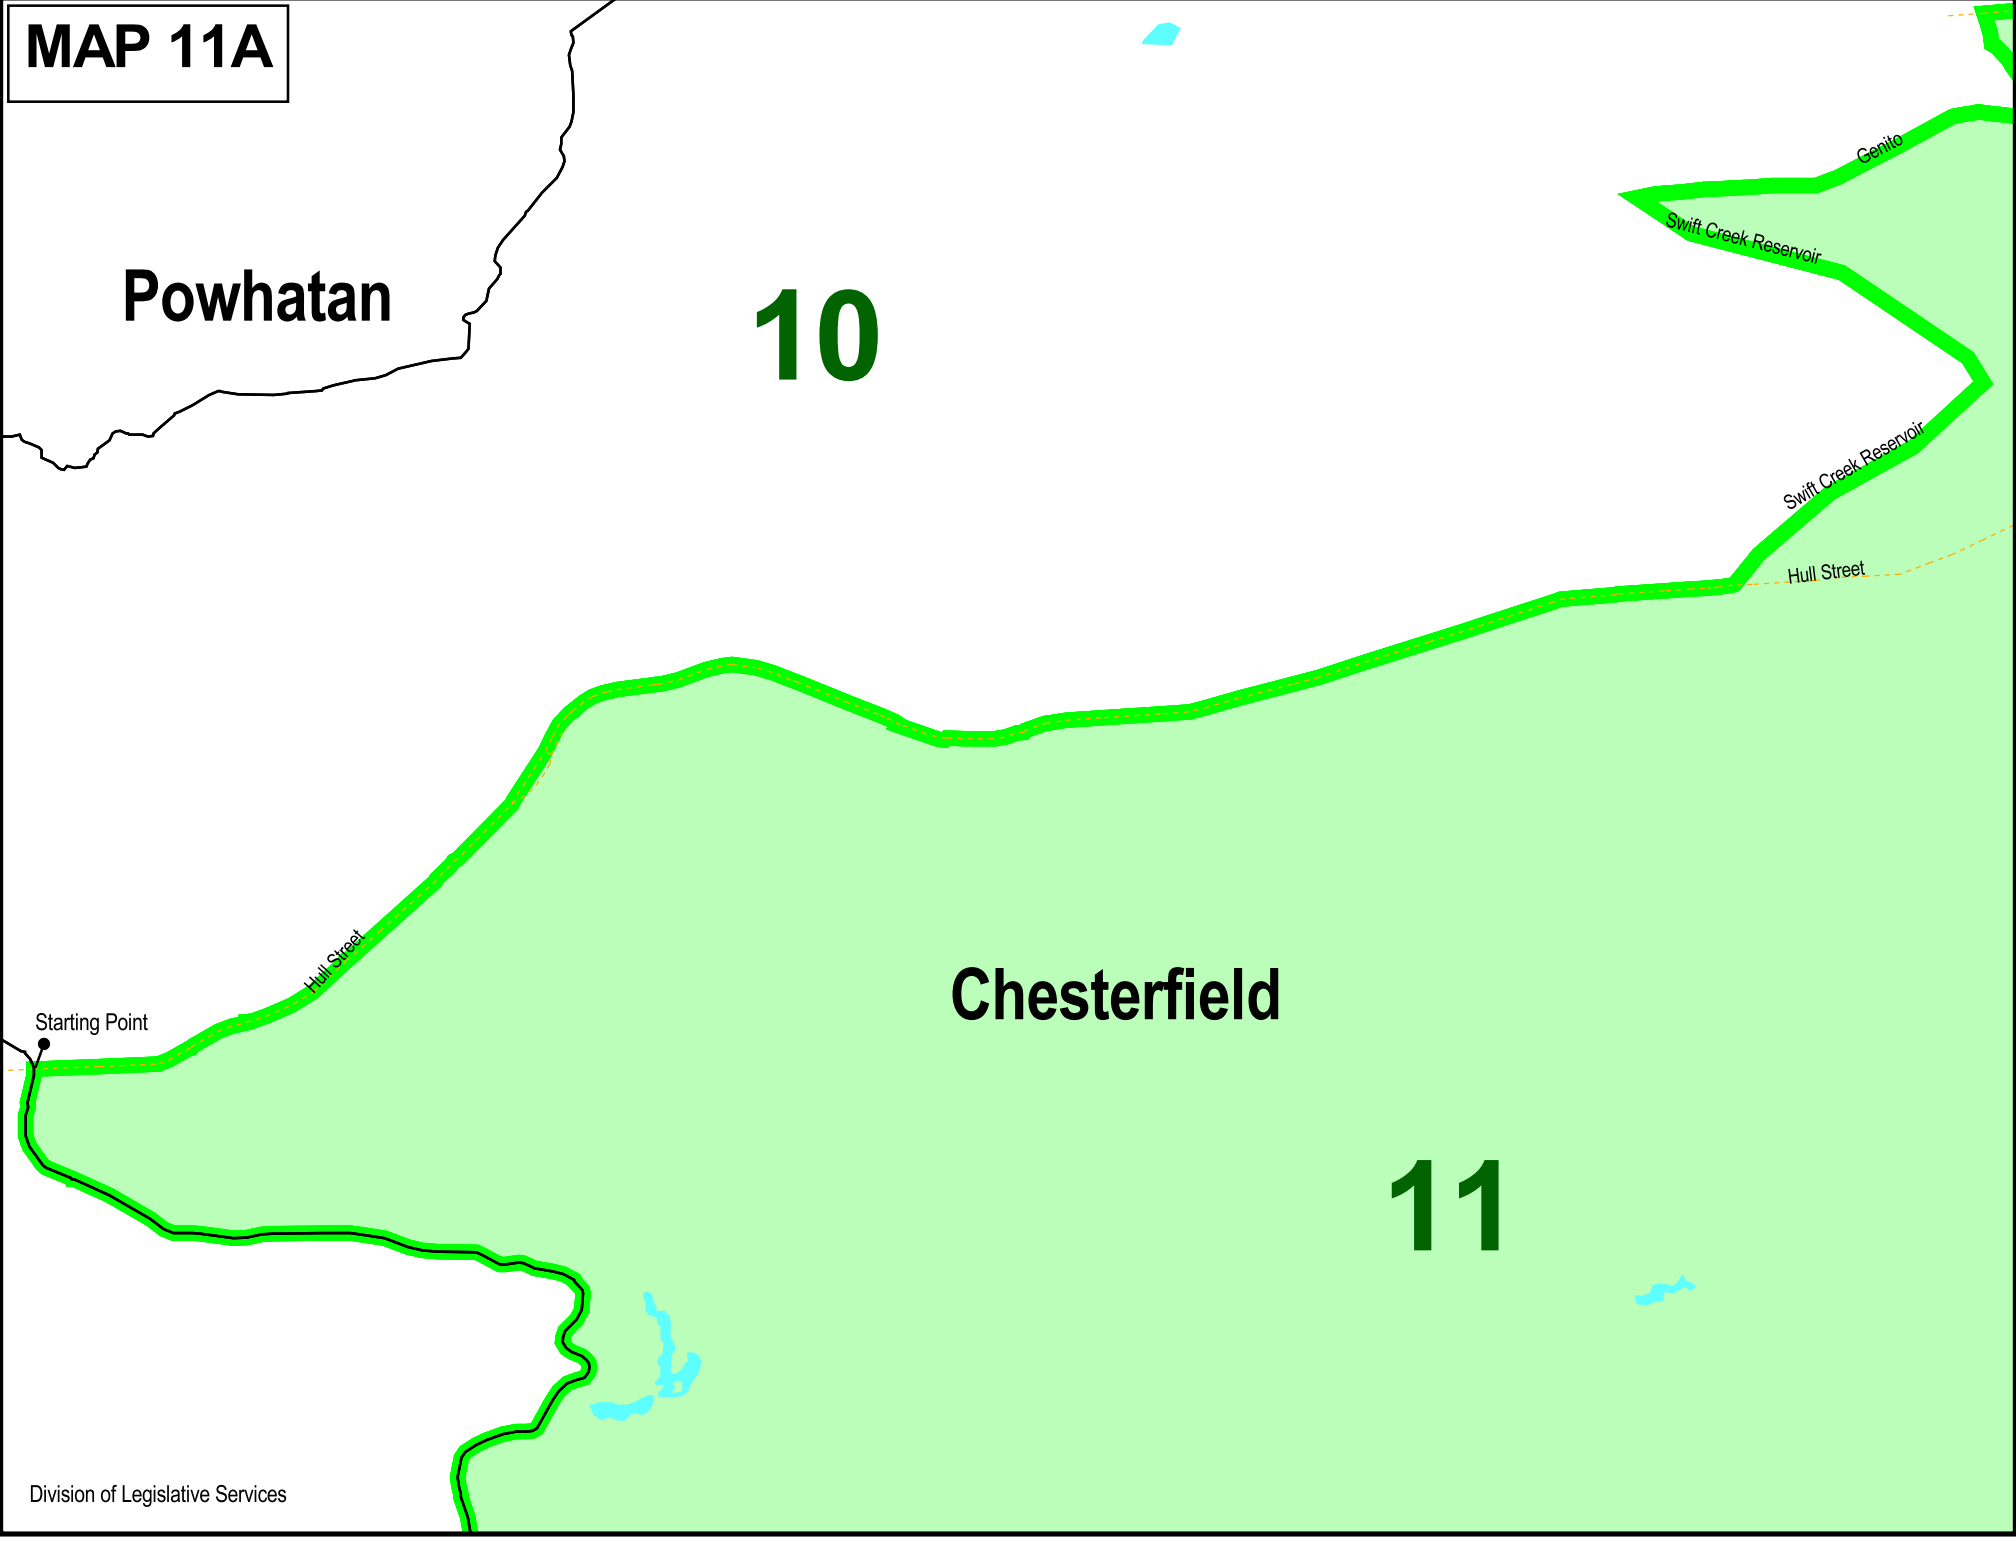 MAP 11A
Genito
Swift Creek Reservoir
Powhatan
10
Swift Creek Reservoir
Hull Street
Hull Street
Chesterfield
Starting Point
11
Division of Legislative Services